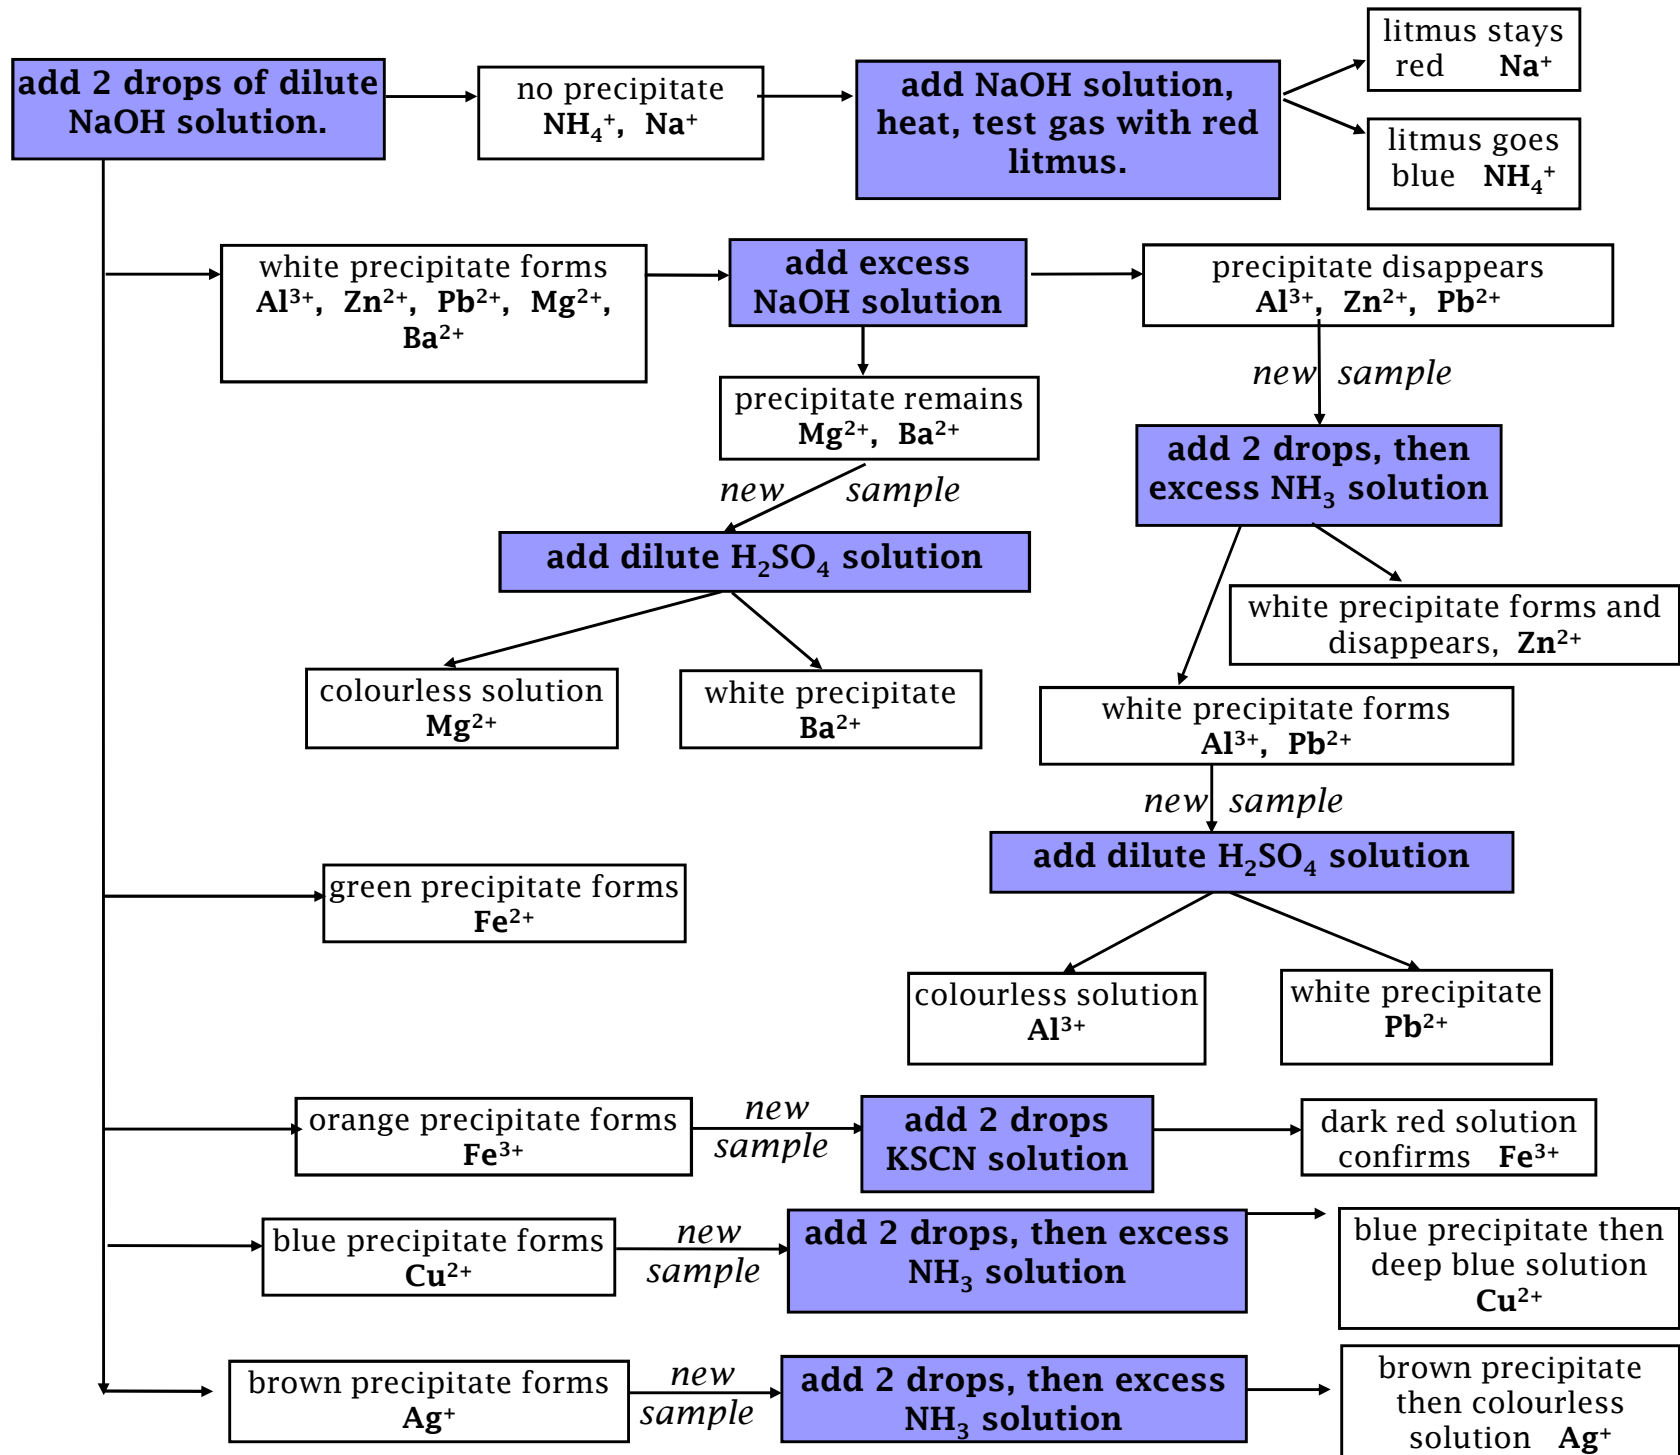 add 2 drops of dilute
NaOH solution.
no precipitate
NH₄⁺, Na⁺
add NaOH solution,
heat, test gas with red
litmus.
litmus stays
red Na⁺
litmus goes
blue NH₄⁺
white precipitate forms
Al³⁺, Zn²⁺, Pb²⁺, Mg²⁺,
Ba²⁺
add excess
NaOH solution
precipitate disappears
Al³⁺, Zn²⁺, Pb²⁺
precipitate remains
Mg²⁺, Ba²⁺
new sample
new sample
add 2 drops, then
excess NH₃ solution
add dilute H₂SO₄ solution
white precipitate forms and
disappears, Zn²⁺
colourless solution
Mg²⁺
white precipitate
Ba²⁺
white precipitate forms
Al³⁺, Pb²⁺
new sample
add dilute H₂SO₄ solution
green precipitate forms
Fe²⁺
colourless solution
Al³⁺
white precipitate
Pb²⁺
orange precipitate forms
Fe³⁺
new
sample
add 2 drops
KSCN solution
dark red solution
confirms Fe³⁺
blue precipitate forms
Cu²⁺
new
sample
add 2 drops, then excess
NH₃ solution
blue precipitate then
deep blue solution
Cu²⁺
brown precipitate forms
Ag⁺
new
sample
add 2 drops, then excess
NH₃ solution
brown precipitate
then colourless
solution Ag⁺